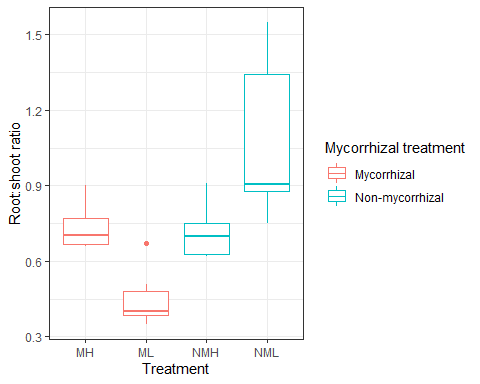 Root:shoot ratio
1.5
1.2
0.9
0.6
0.3
MH ML NMH NML
Treatment
Mycorrhizal treatment
Mycorrhizal
Non-mycorrhizal